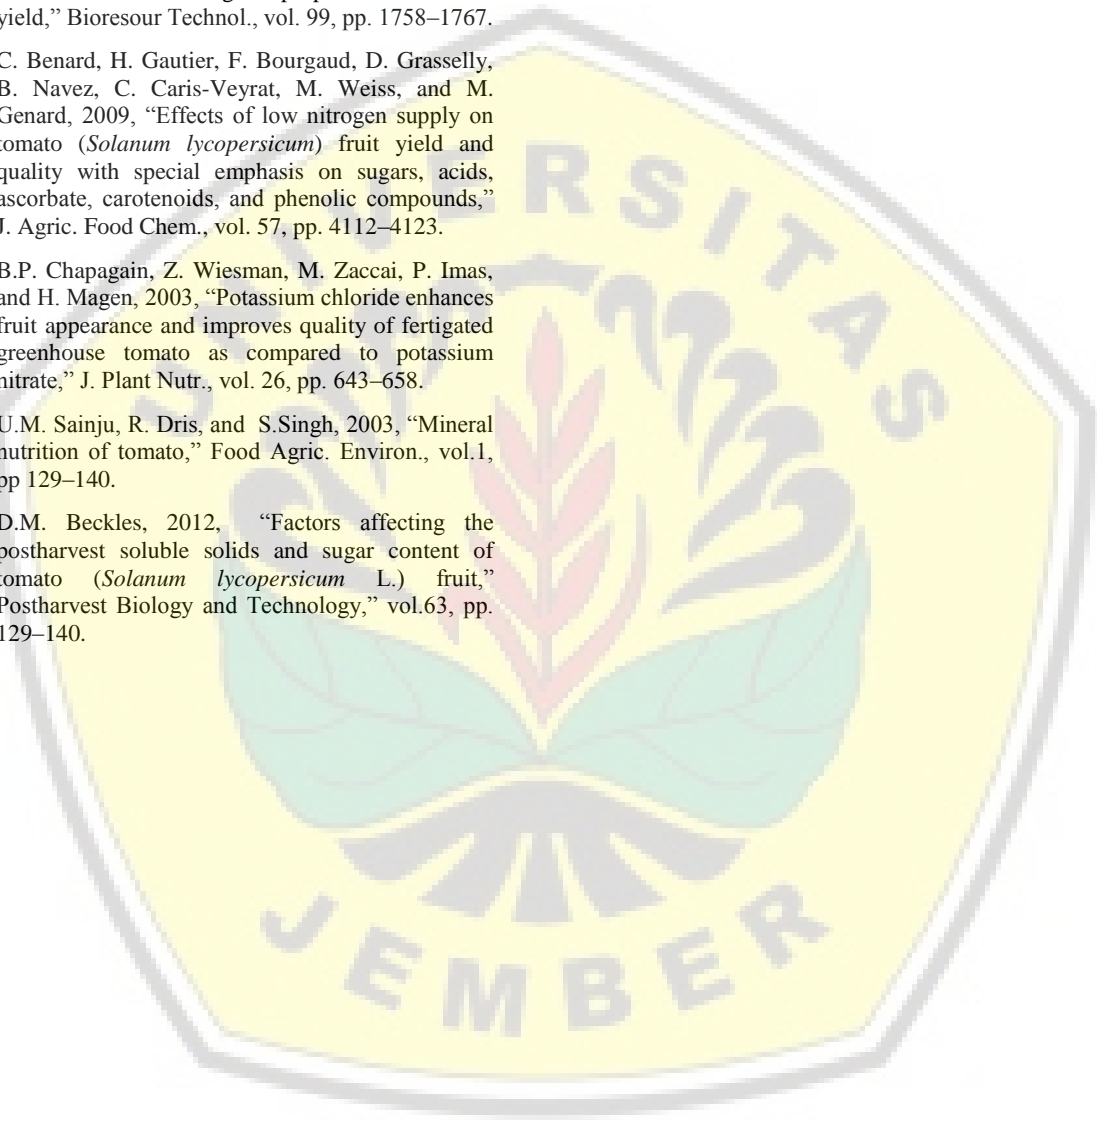 yield,” Bioresour Technol., vol. 99, pp. 1758–1767.
C. Benard, H. Gautier, F. Bourgaud, D. Grasselly,
B. Navez, C. Caris-Veyrat, M. Weiss, and M.
Genard, 2009, “Effects of low nitrogen supply on
tomato (Solanum lycopersicum) fruit yield and
quality with special emphasis on sugars, acids,
ascorbate, carotenoids, and phenolic compounds,”
J. Agric. Food Chem., vol. 57, pp. 4112–4123.
B.P. Chapagain, Z. Wiesman, M. Zaccai, P. Imas,
and H. Magen, 2003, “Potassium chloride enhances
fruit appearance and improves quality of fertigated
greenhouse tomato as compared to potassium
nitrate,” J. Plant Nutr., vol. 26, pp. 643–658.
U.M. Sainju, R. Dris, and S.Singh, 2003, “Mineral
nutrition of tomato,” Food Agric. Environ., vol.1,
pp 129–140.
D.M. Beckles, 2012, “Factors affecting the
postharvest soluble solids and sugar content of
tomato (Solanum lycopersicum L.) fruit,”
Postharvest Biology and Technology,” vol.63, pp.
129–140.
UNIVERSITAS
JEMBER